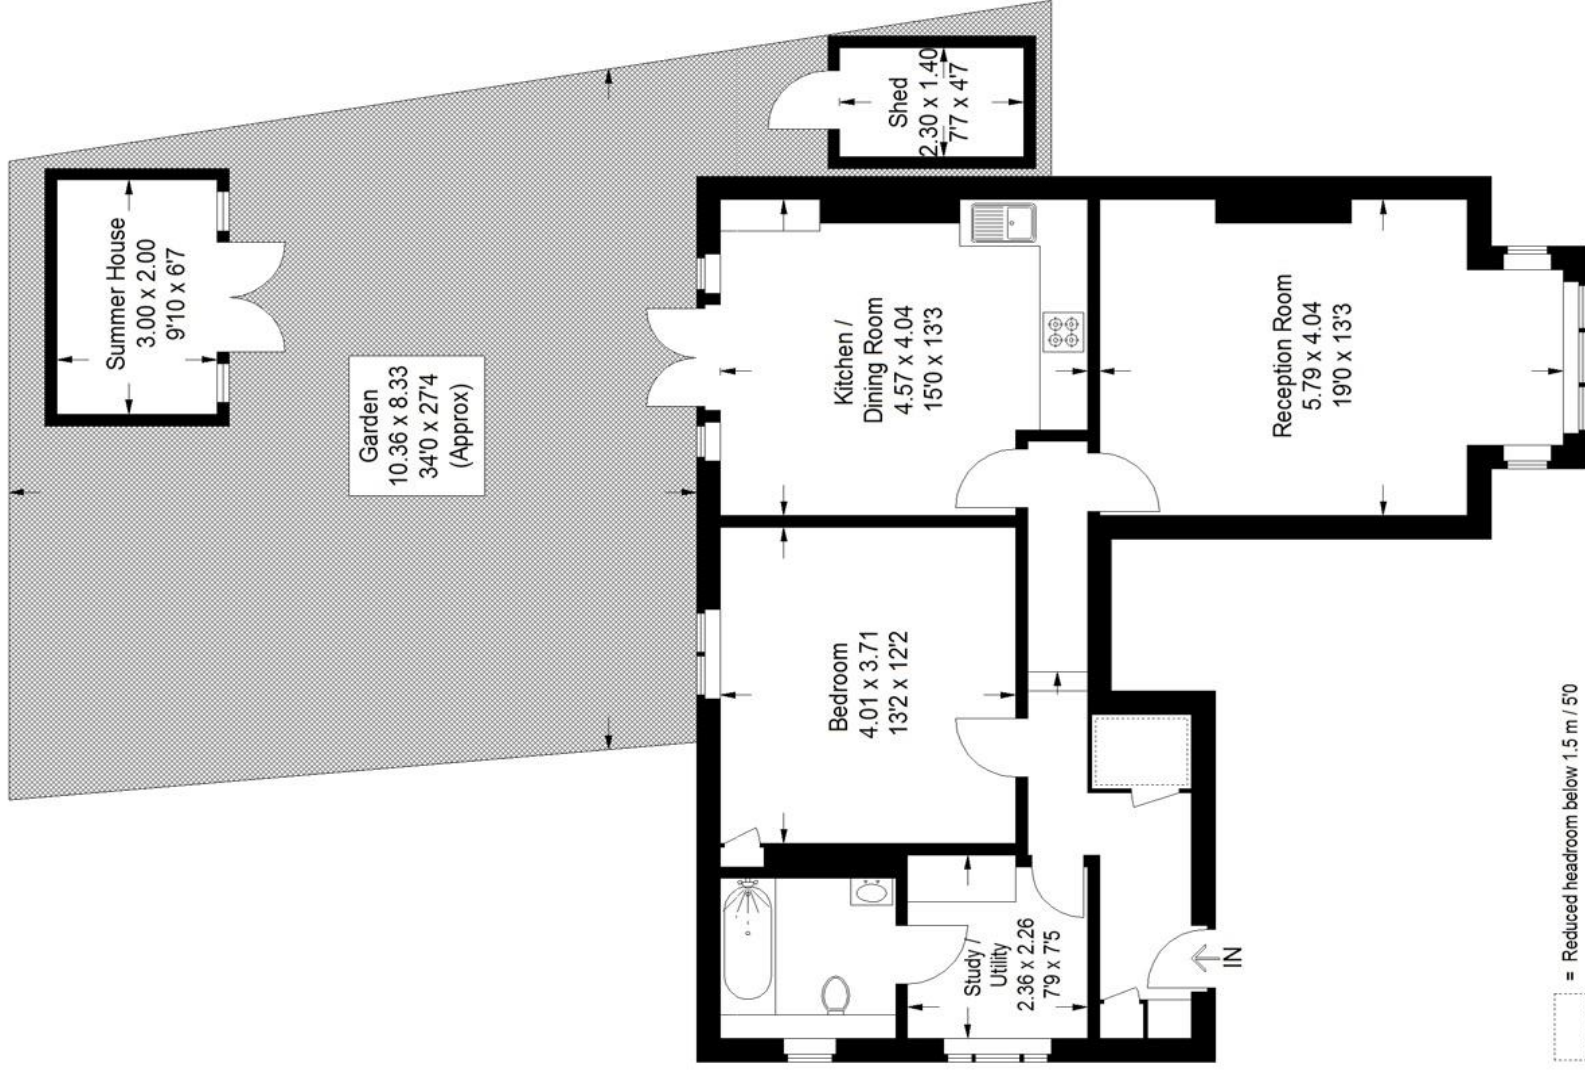 Summer House
3.00 x 2.00
9'10 x 6'7
Garden
10.36 x 8.33
34'0 x 27'4
(Approx)
Shed
2.30 x 1.40
7'7 x 4'7
Kitchen /
Dining Room
4.57 x 4.04
15'0 x 13'3
Bedroom
4.01 x 3.71
13'2 x 12'2
Reception Room
5.79 x 4.04
19'0 x 13'3
Study /
Utility
2.36 x 2.26
7'9 x 7'5
IN
= Reduced headroom below 1.5 m / 5'0